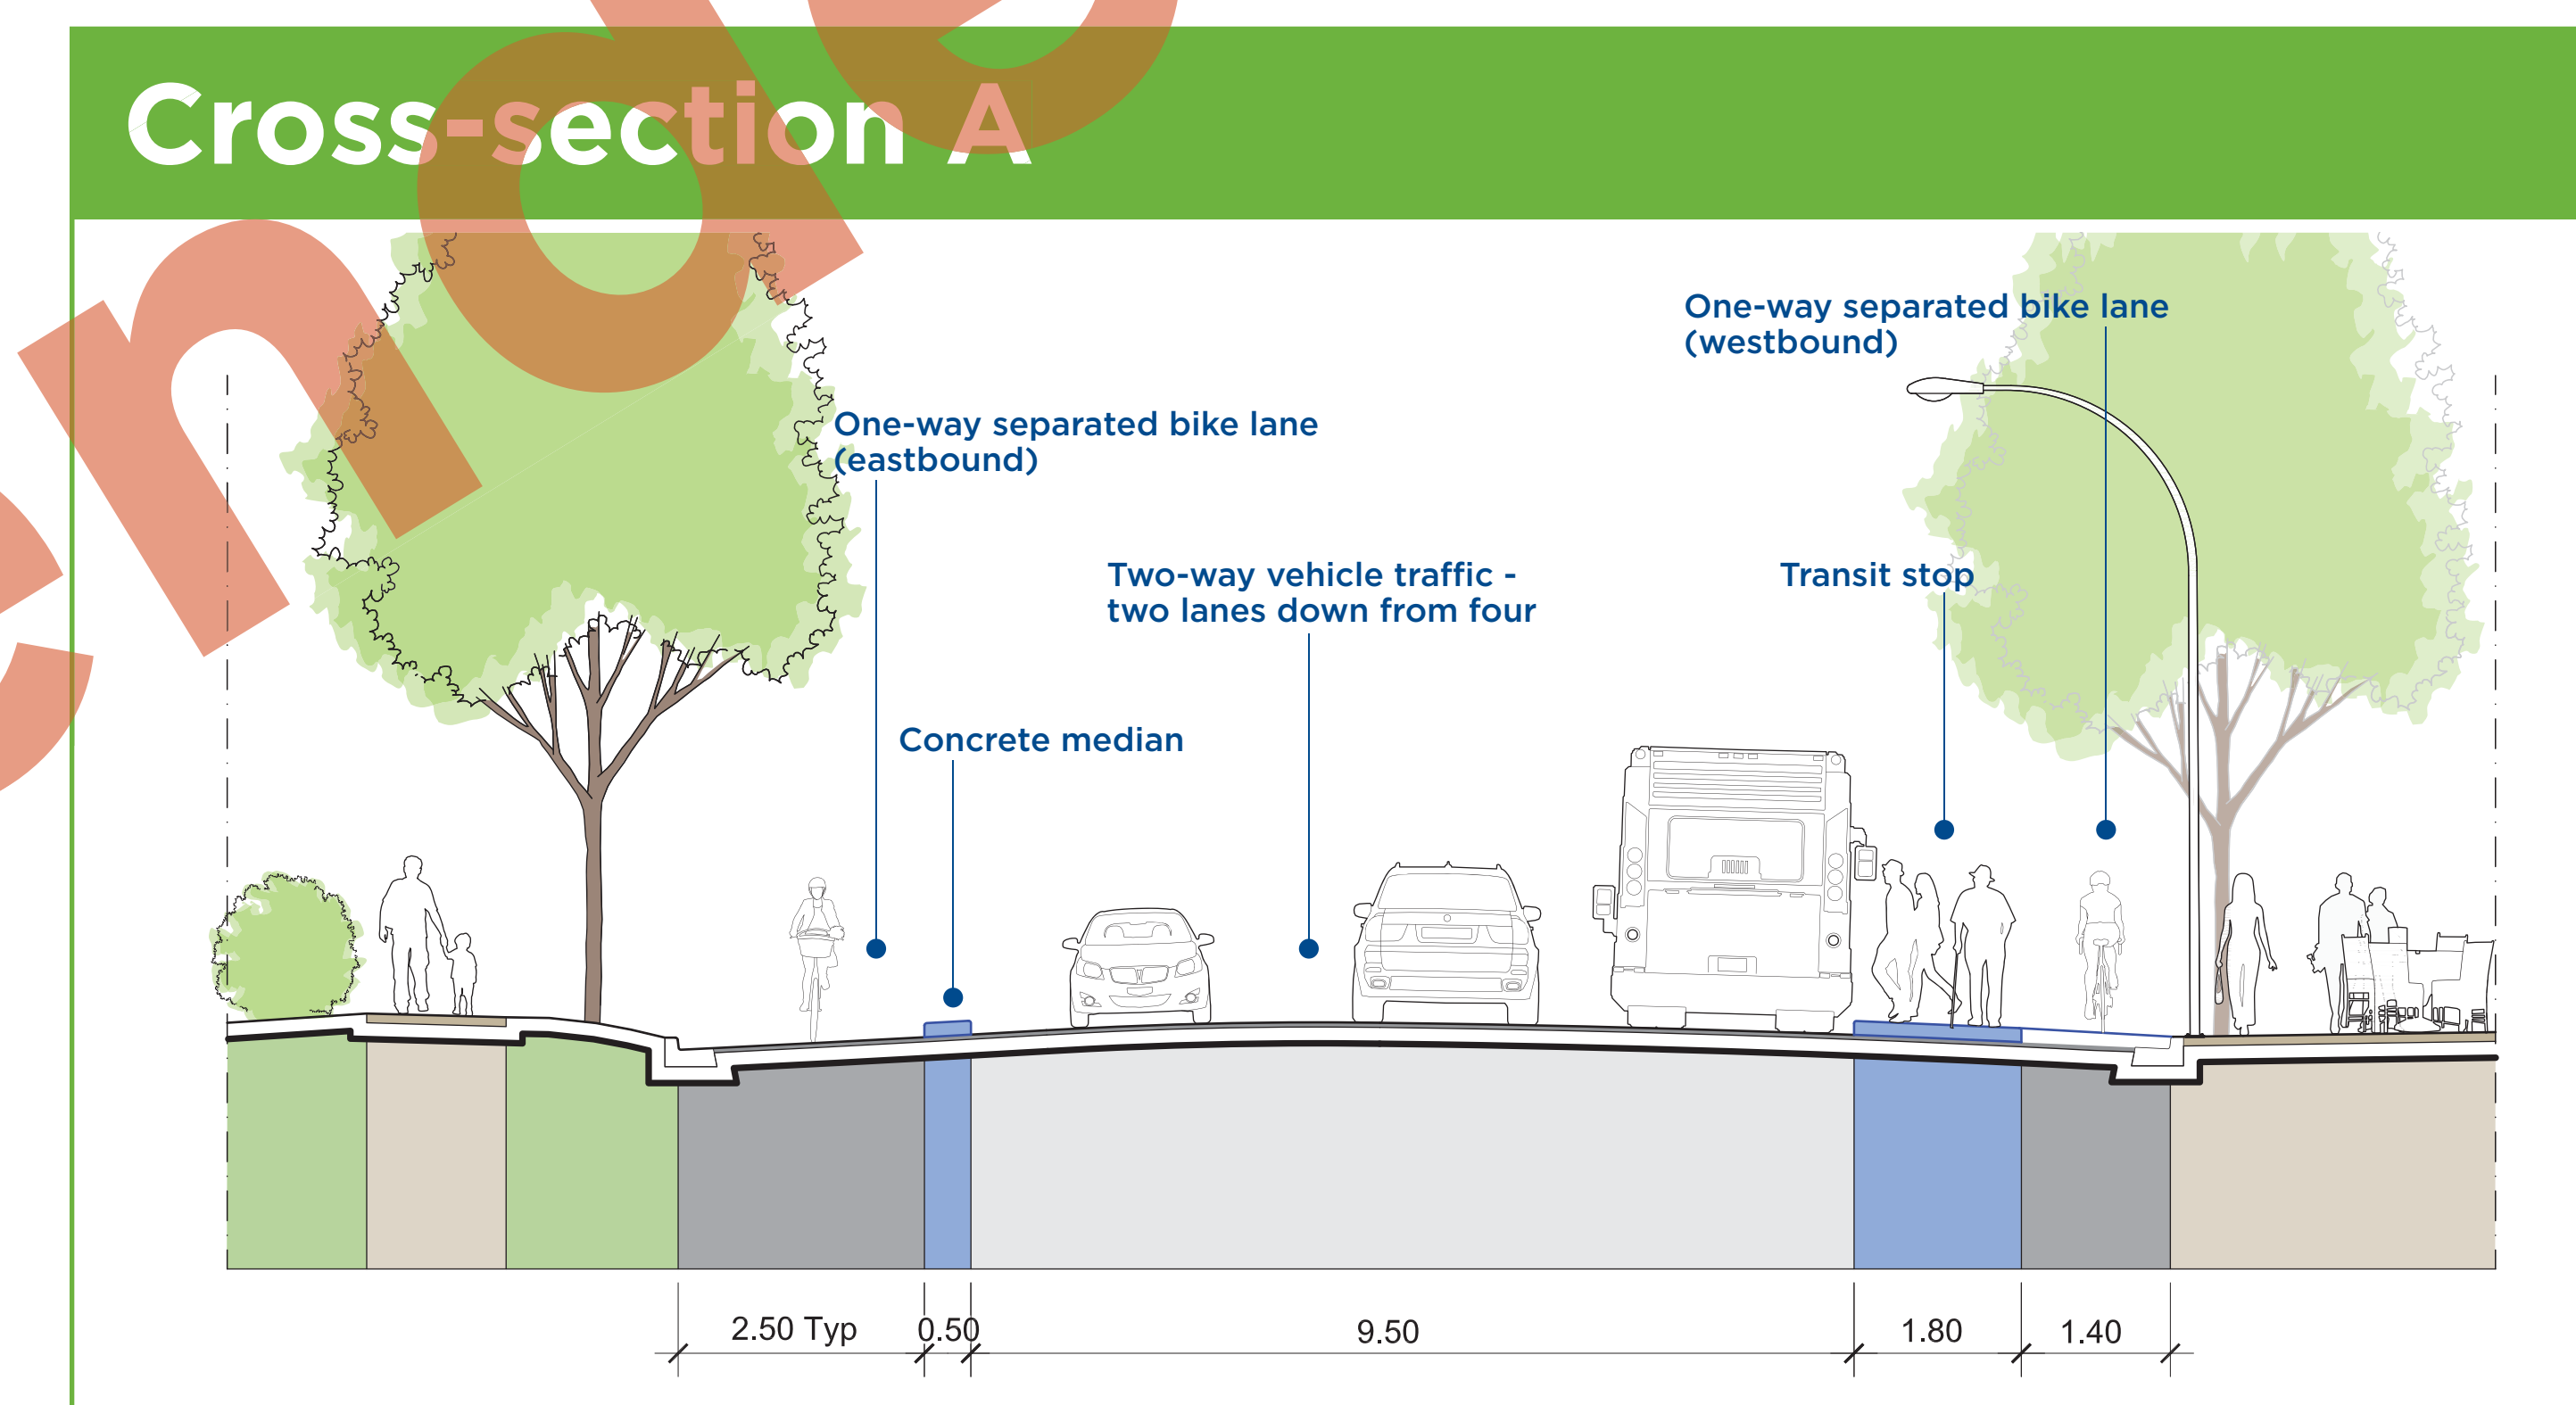 Cross-section A
One-way separated bike lane
(westbound)
One-way separated bike lane
(eastbound)
Two-way vehicle traffic -
two lanes down from four
Transit stop
Concrete median
2.50 Typ 0.50 9.50 1.80 1.40